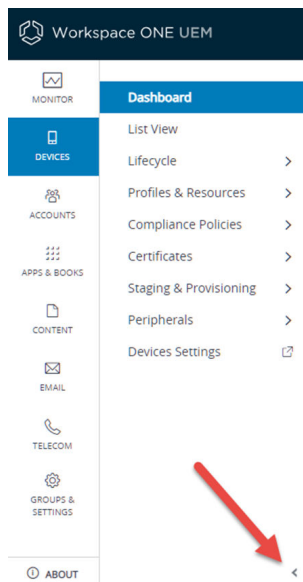 Workspace ONE UEM
MONITOR
DEVICES
ACCOUNTS
APPS & BOOKS
CONTENT
EMAIL
TELECOM
GROUPS &
SETTINGS
ABOUT
Dashboard
List View
Lifecycle
Profiles & Resources
Compliance Policies
Certificates
Staging & Provisioning
Peripherals
Devices Settings